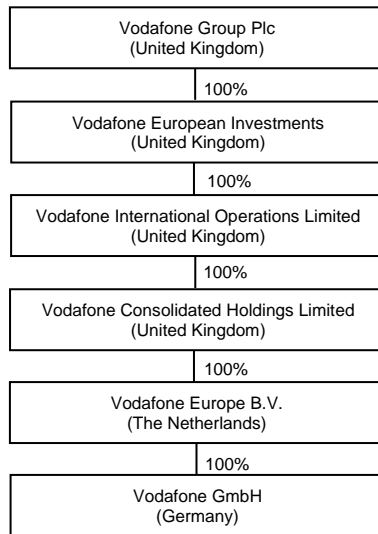 Vodafone Group Plc
(United Kingdom)
100%
Vodafone European Investments
(United Kingdom)
100%
Vodafone International Operations Limited
(United Kingdom)
100%
Vodafone Consolidated Holdings Limited
(United Kingdom)
100%
Vodafone Europe B.V.
(The Netherlands)
100%
Vodafone GmbH
(Germany)